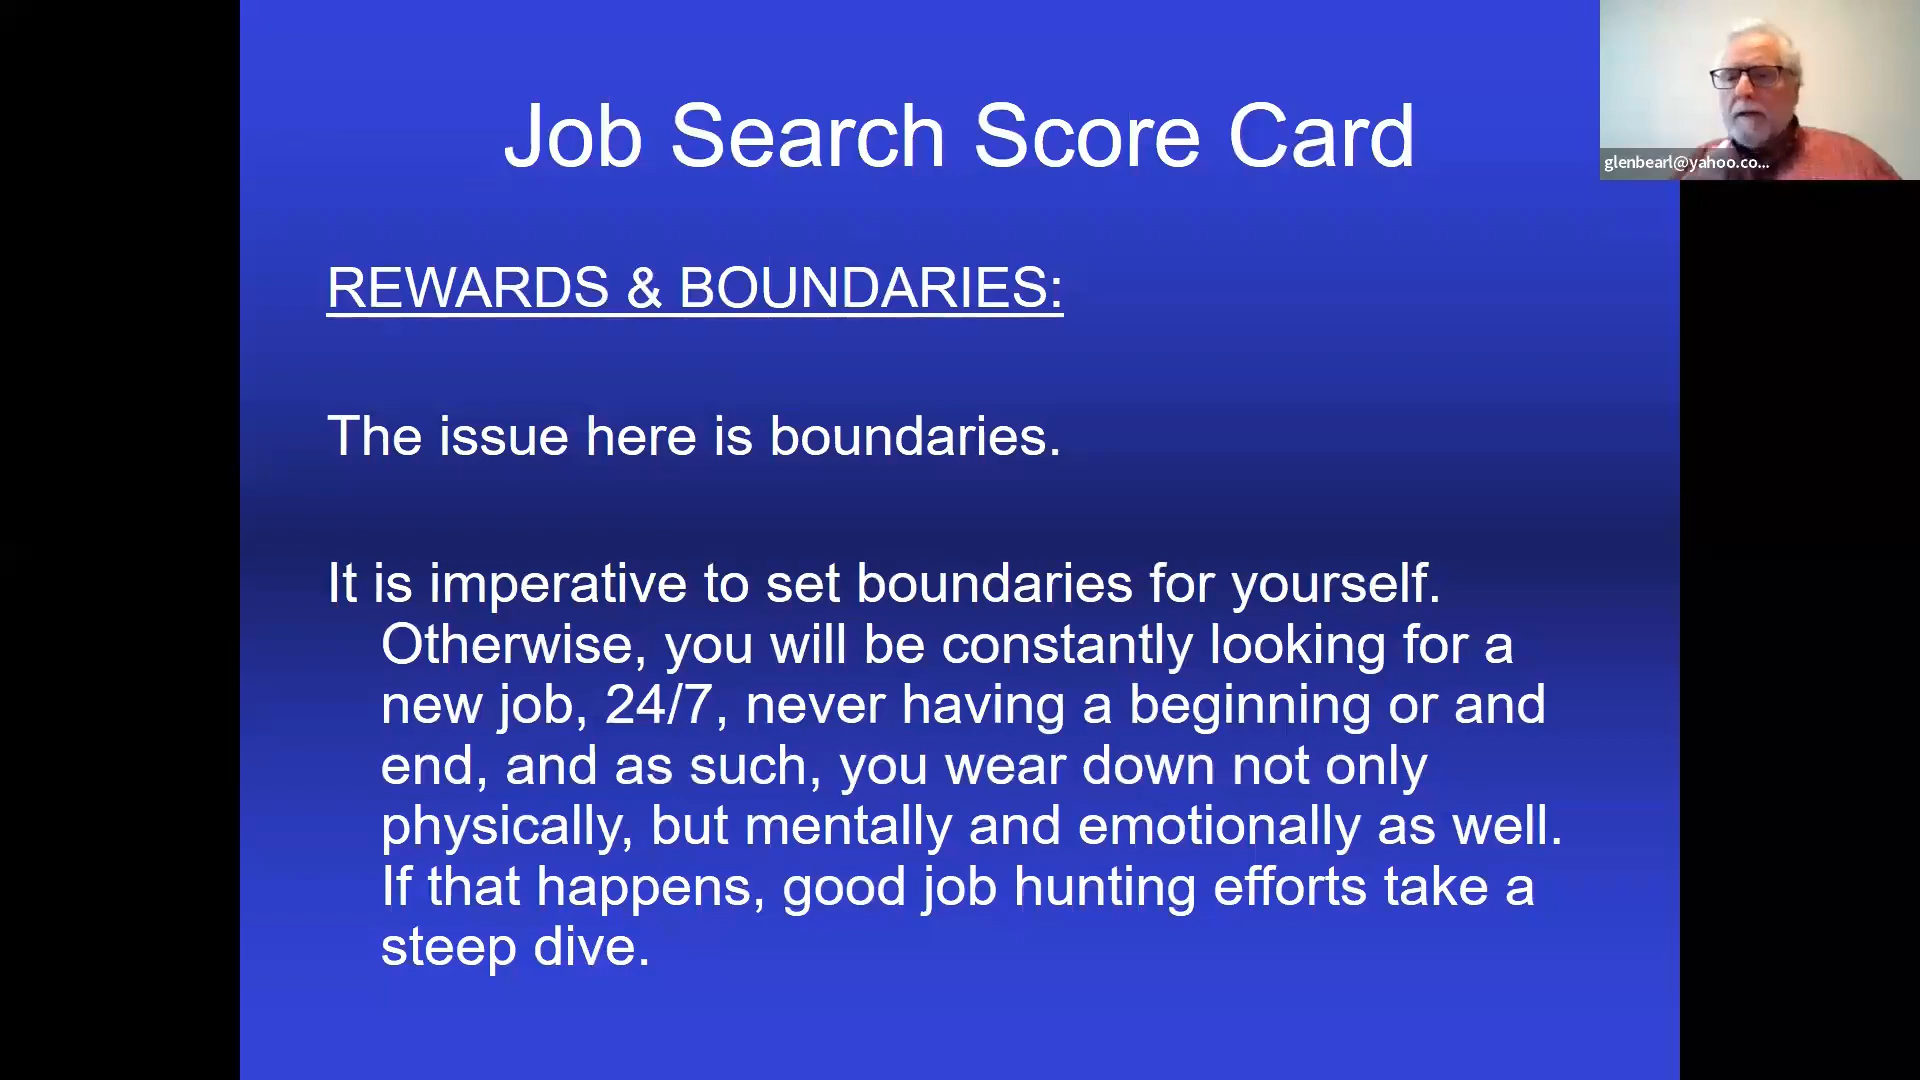 Job Search Score Card
glenbearl@yahoo.co...
REWARDS & BOUNDARIES:
The issue here is boundaries.
It is imperative to set boundaries for yourself.
Otherwise, you will be constantly looking for a
new job, 24/7, never having a beginning or and
end, and as such, you wear down not only
physically, but mentally and emotionally as well.
If that happens, good job hunting efforts take a
steep dive.